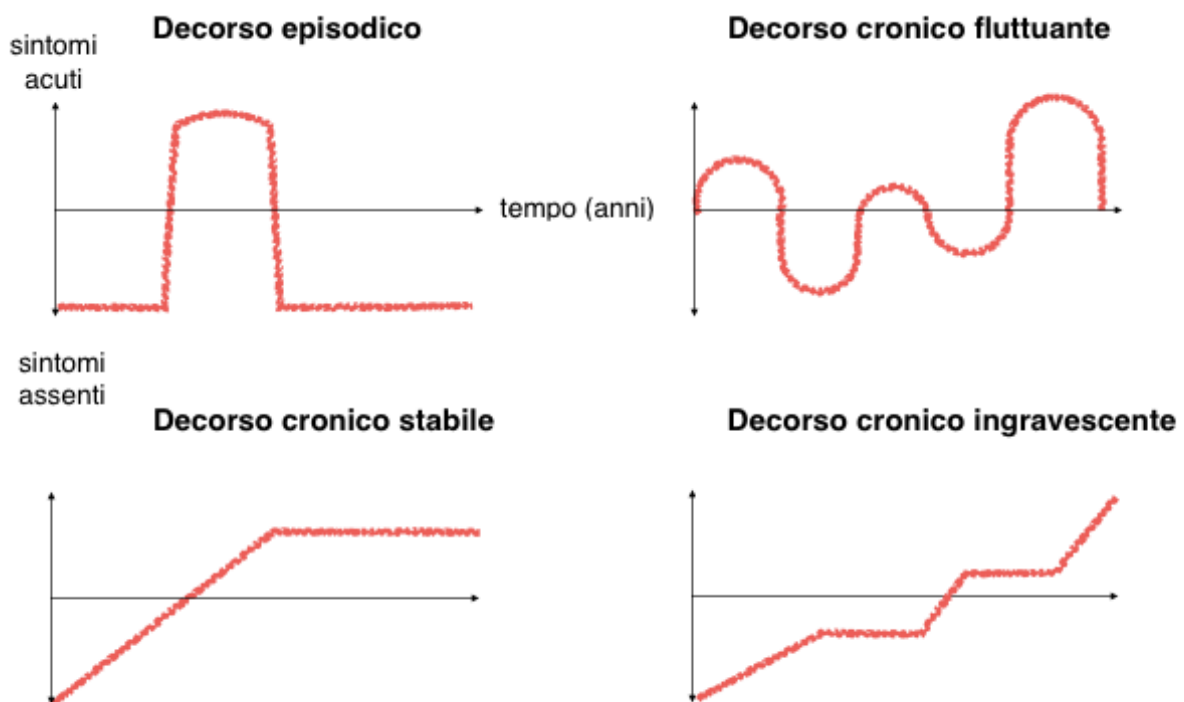 Decorso episodico
Decorso cronico fluttuante
sintomi
acuti
tempo (anni)
sintomi
assenti
Decorso cronico stabile
Decorso cronico ingravescente